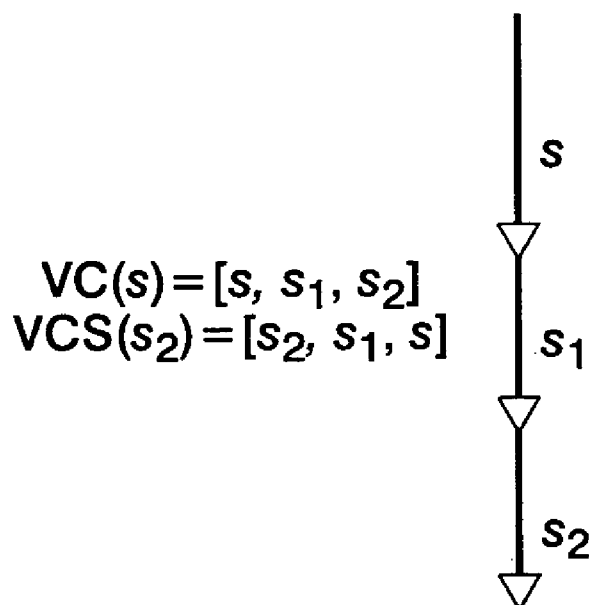 s
VC(s)=[s, s₁, s₂]
VCS(s₂)=[s₂, s₁, s]
s₁
s₂